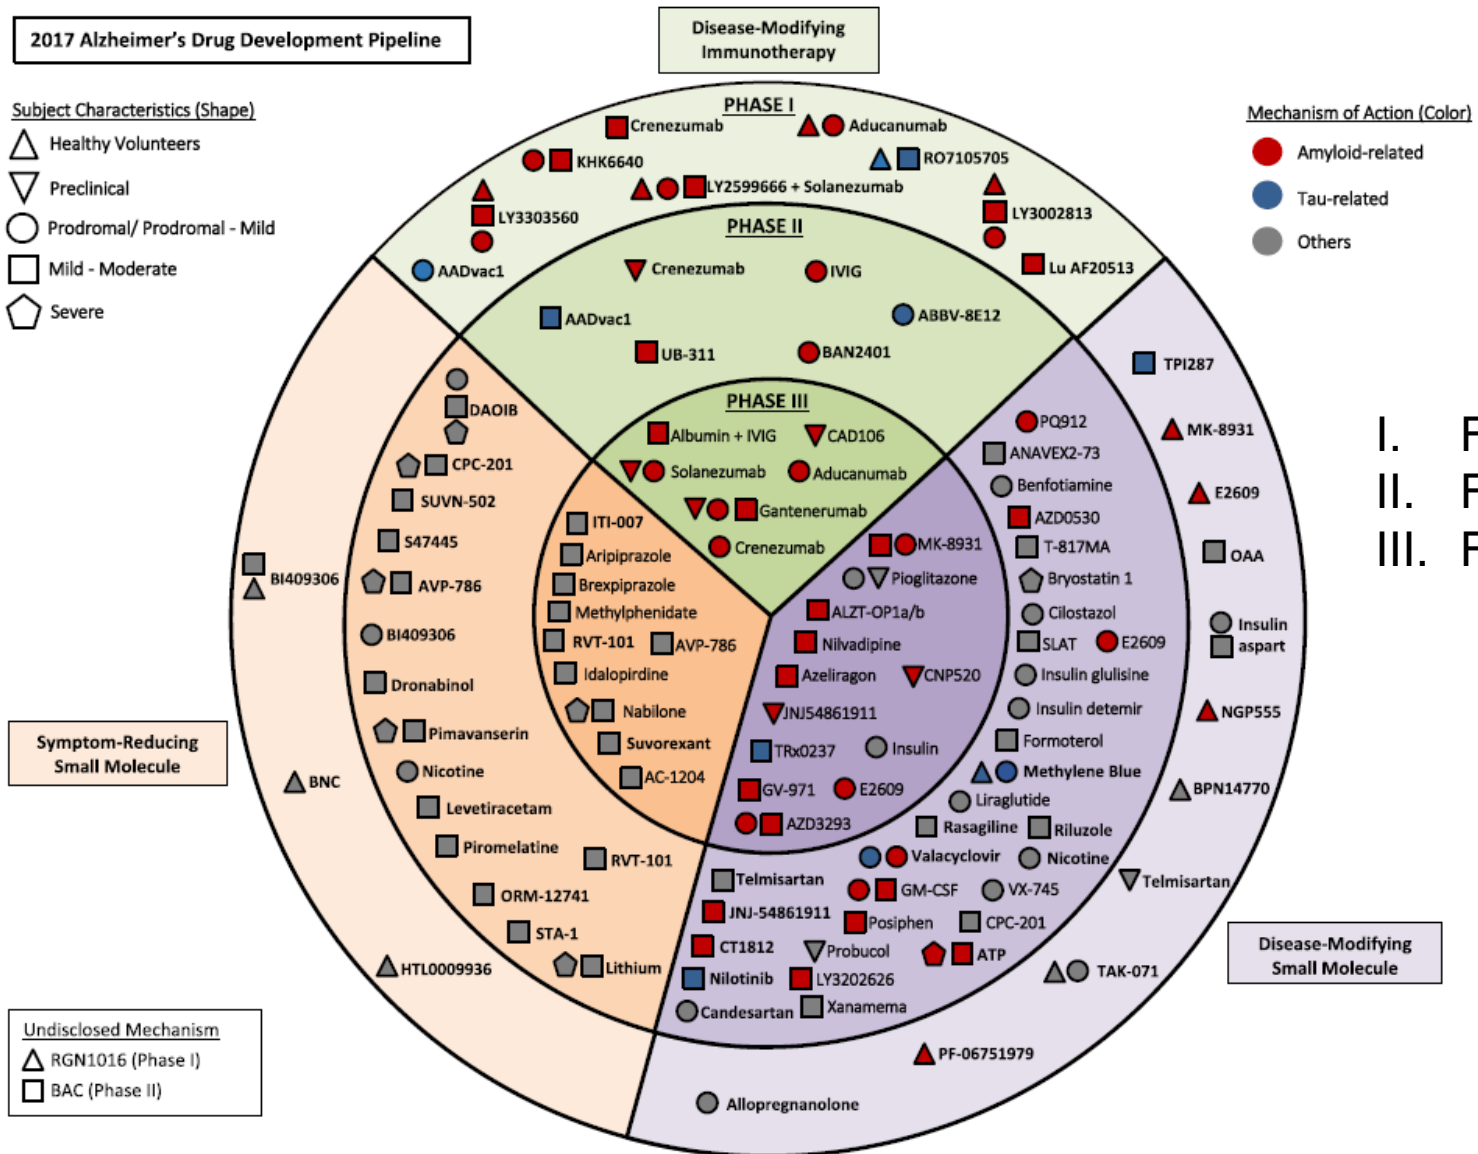 2017 Alzheimer's Drug Development Pipeline
Disease-Modifying
Immunotherapy
Subject Characteristics (Shape)
Healthy Volunteers
Preclinical
Prodromal/ Prodromal - Mild
Mild - Moderate
Severe
Mechanism of Action (Color)
Amyloid-related
Tau-related
Others
PHASE I
Crenezumab
Aducanumab
KHK6640
RO7105705
LY2599666 + Solanezumab
LY3303560
LY3002813
AADvac1
Lu AF20513
PHASE II
Crenezumab
IVIG
AADvac1
ABBV-8E12
UB-311
BAN2401
PHASE III
Albumin + IVIG
CAD106
Solanezumab
Aducanumab
Gantenerumab
Crenezumab
DAOIB
CPC-201
SUVN-502
S47445
AVP-786
BI409306
Dronabinol
Pimavanserin
Nicotine
Levetiracetam
Piromelatine
RVT-101
ORM-12741
STA-1
Lithium
ITI-007
Aripiprazole
Brexpiprazole
Methylphenidate
RVT-101
AVP-786
Idalopirdine
Nabilone
Suvorexant
AC-1204
BI409306
BNC
HTL0009936
MK-8931
Pioglitazone
ALZT-OP1a/b
Nilvadipine
Azeliragon
CNP520
JNJ54861911
TRx0237
Insulin
GV-971
E2609
AZD3293
PQ912
ANAVEX2-73
Benfotiamine
AZD0530
T-817MA
Bryostatin 1
Cilostazol
SLAT
E2609
Insulin glulisine
Insulin detemir
Formoterol
Methylene Blue
Liraglutide
Rasagiline
Riluzole
Valacyclovir
Nicotine
Telmisartan
GM-CSF
VX-745
JNJ-54861911
Posiphen
CPC-201
CT1812
Probucol
ATP
Nilotinib
LY3202626
Candesartan
Xanamema
TPI287
MK-8931
E2609
OAA
Insulin
aspart
NGP555
BPN14770
Telmisartan
TAK-071
PF-06751979
Allopregnanolone
Symptom-Reducing
Small Molecule
Disease-Modifying
Small Molecule
Undisclosed Mechanism
RGN1016 (Phase I)
BAC (Phase II)
I. F
II. F
III. F